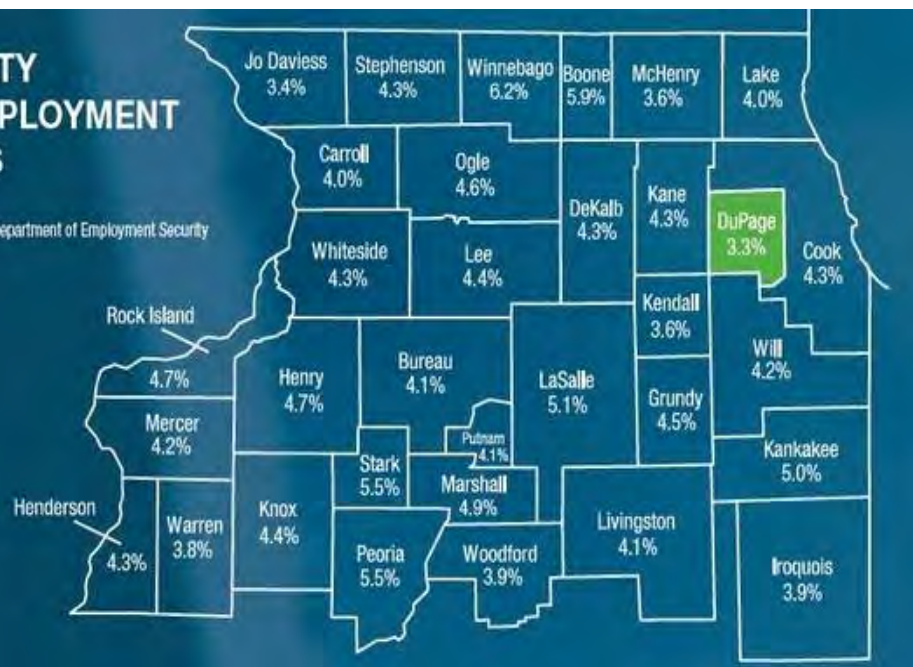 TY
PLOYMENT
S
epartment of Employment Security
Jo Daviess
3.4%
Stephenson
4.3%
Winnebago
6.2%
Boone
5.9%
McHenry
3.6%
Lake
4.0%
Carroll
4.0%
Ogle
4.6%
DeKalb
4.3%
Kane
4.3%
DuPage
3.3%
Cook
4.3%
Whiteside
4.3%
Lee
4.4%
Rock Island
4.7%
Henry
4.7%
Bureau
4.1%
LaSalle
5.1%
Kendall
3.6%
Will
4.2%
Grundy
4.5%
Mercer
4.2%
Putnam
4.1%
Kankakee
5.0%
Stark
5.5%
Marshall
4.9%
Henderson
4.3%
Warren
3.8%
Knox
4.4%
Peoria
5.5%
Woodford
3.9%
Livingston
4.1%
Iroquois
3.9%